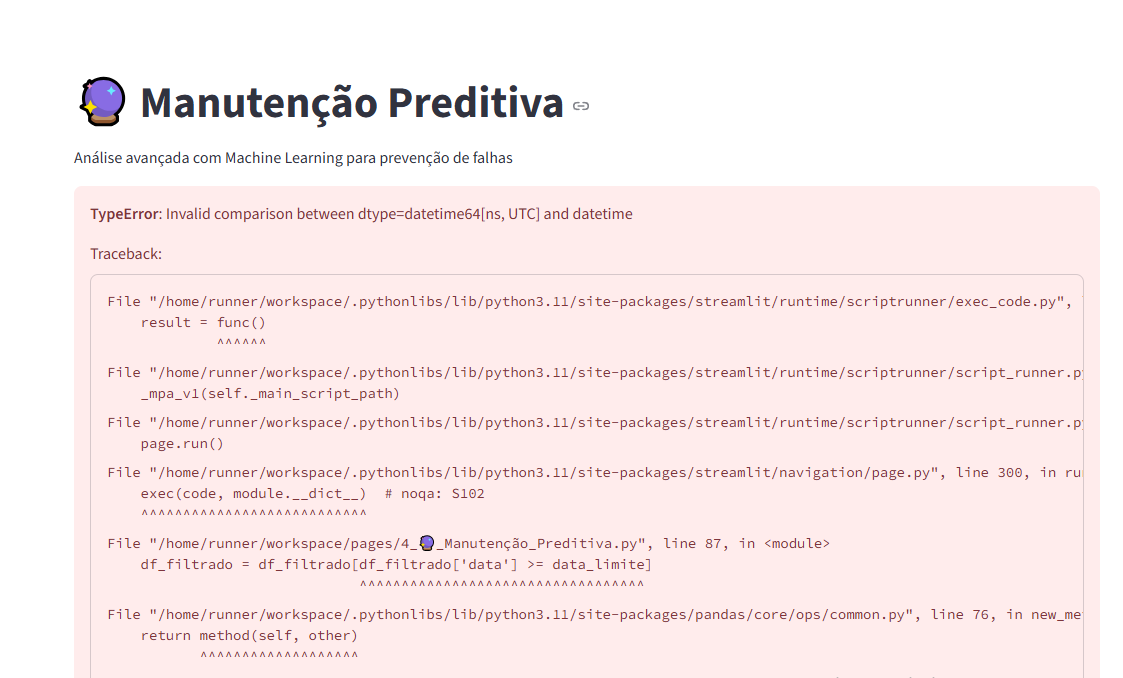 Manutenção Preditiva
Análise avançada com Machine Learning para prevenção de falhas
TypeError: Invalid comparison between dtype=datetime64[ns, UTC] and datetime
Traceback:
File "/home/runner/workspace/.pythonlibs/lib/python3.11/site-packages/streamlit/runtime/scriptrunner/exec_code.py",
result = func()
^^^^^^
File "/home/runner/workspace/.pythonlibs/lib/python3.11/site-packages/streamlit/runtime/scriptrunner/script_runner.py
_mpa_v1(self._main_script_path)
File "/home/runner/workspace/.pythonlibs/lib/python3.11/site-packages/streamlit/runtime/scriptrunner/script_runner.py
page.run()
File "/home/runner/workspace/.pythonlibs/lib/python3.11/site-packages/streamlit/navigation/page.py", line 300, in ru
exec(code, module.__dict__)  # noqa: S102
^^^^^^^^^^^^^^^^^^^^^^^^^^^
File "/home/runner/workspace/pages/4_🔮_Manutenção_Preditiva.py", line 87, in <module>
df_filtrado = df_filtrado[df_filtrado['data'] >= data_limite]
^^^^^^^^^^^^^^^^^^^^^^^^^^^^^^^^^^
File "/home/runner/workspace/.pythonlibs/lib/python3.11/site-packages/pandas/core/ops/common.py", line 76, in new_me
return method(self, other)
^^^^^^^^^^^^^^^^^^^